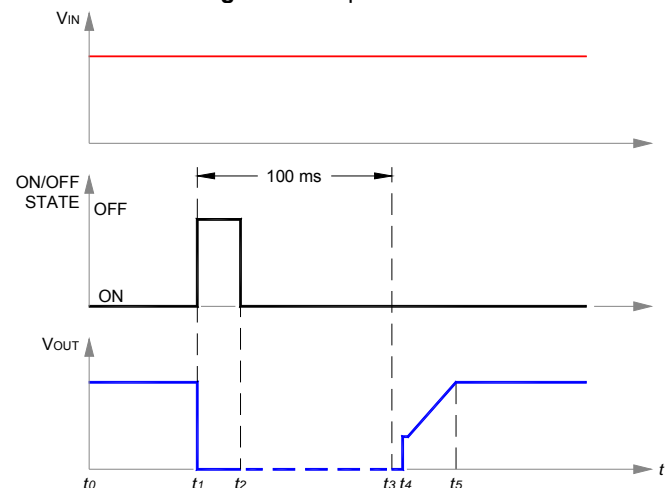 VIN
100 ms
ON/OFF
STATE
OFF
ON
VOUT
t
t0 t1 t2 t3 t4 t5